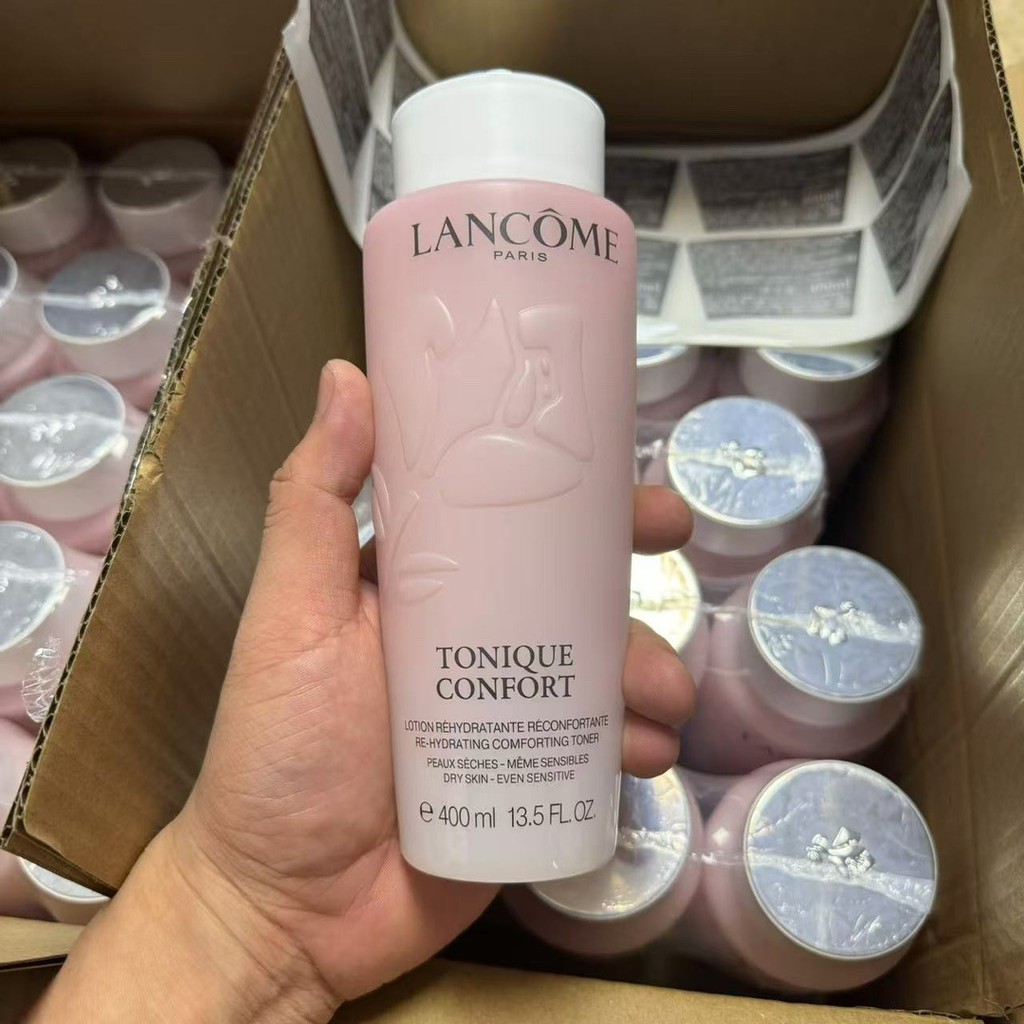 LANCÔME
PARIS
TONIQUE
CONFORT
LOTION RÉHYDRATANTE RÉCONFORTANTE
RE-HYDRATING COMFORTING TONER
PEAUX SÈCHES - MÊME SENSIBLES
DRY SKIN - EVEN SENSITIVE
℮ 400 ml 13.5 FL. OZ.